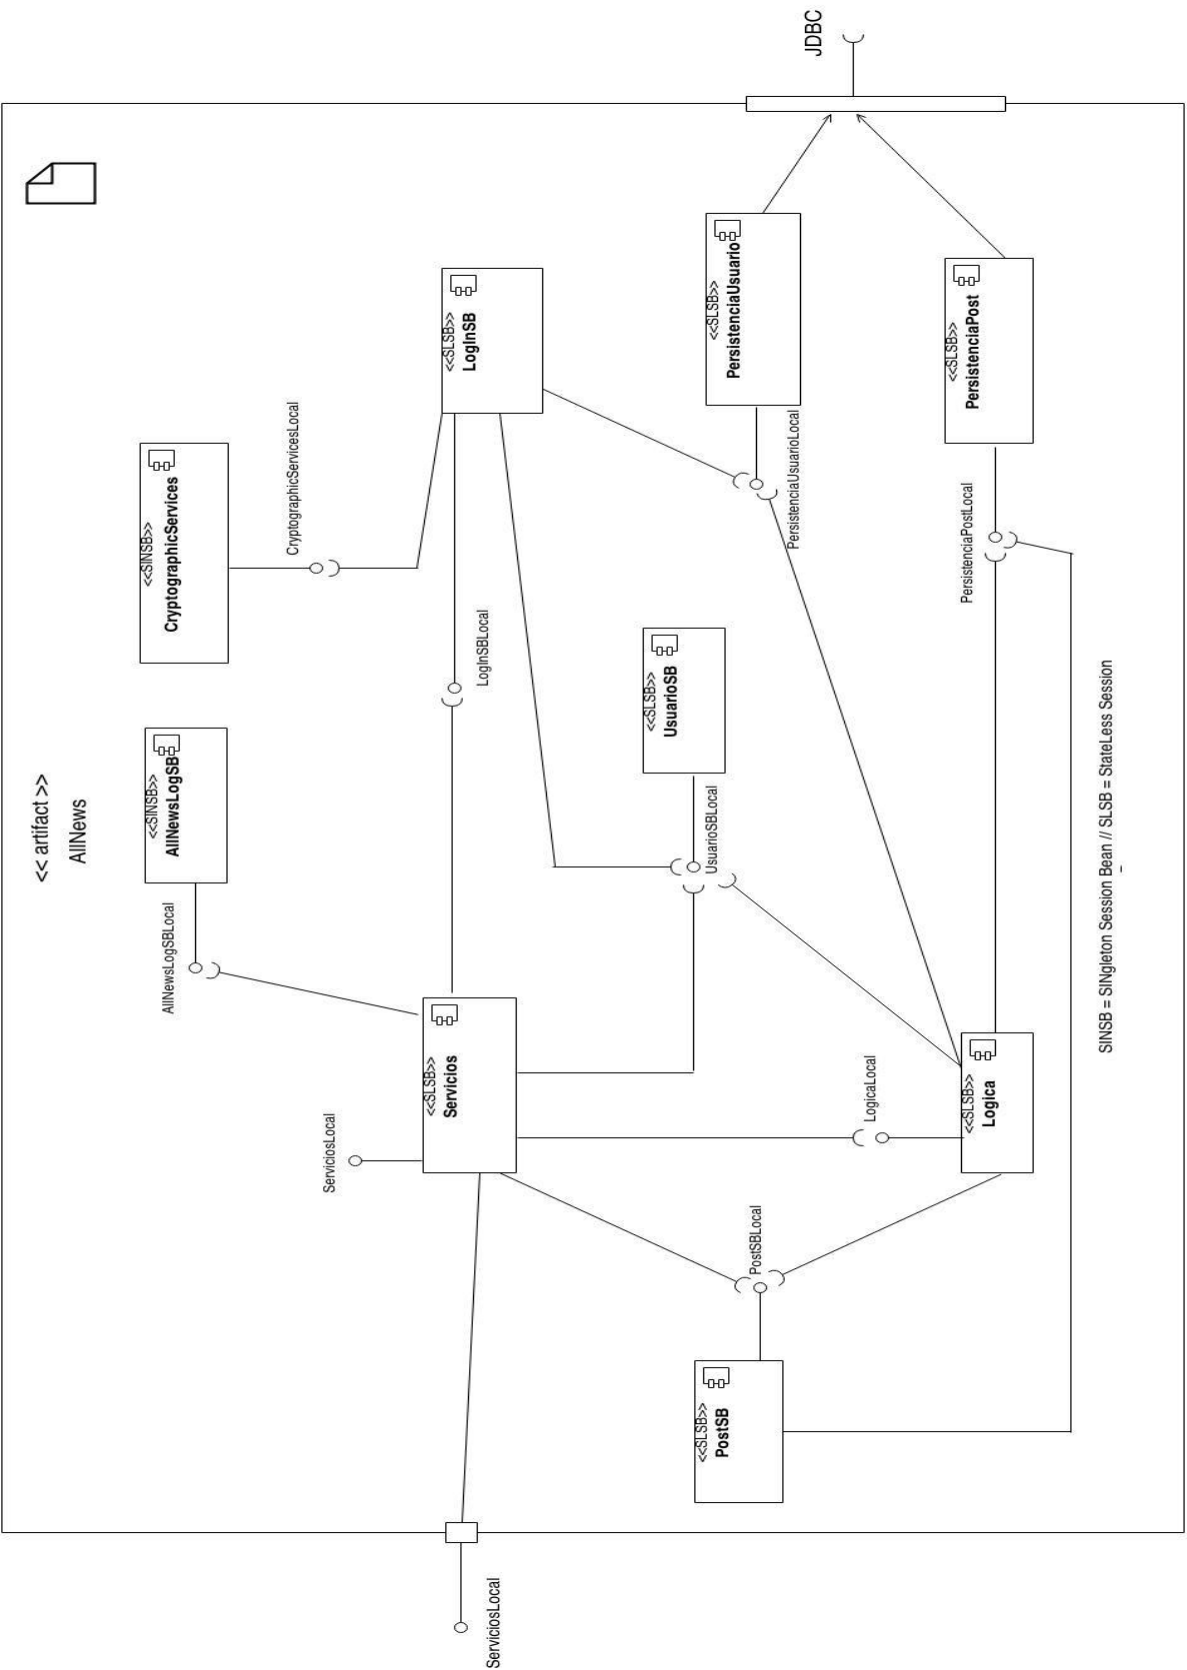 << artifact >>
AllNews
ServiciosLocal
ServiciosLocal
AllNewsLogSBLocal
<<SINSB>>
AllNewsLogSB
<<SINSB>>
CryptographicServices
CryptographicServicesLocal
<<SLSB>>
Servicios
LogInSBLocal
<<SLSB>>
LogInSB
<<SLSB>>
PostSB
PostSBLocal
LogicaLocal
UsuarioSBLocal
<<SLSB>>
UsuarioSB
PersistenciaUsuarioLocal
<<SLSB>>
PersistenciaUsuario
JDBC
<<SLSB>>
Logica
PersistenciaPostLocal
<<SLSB>>
PersistenciaPost
SINSB = SINgleton Session Bean // SLSB = StateLess Session